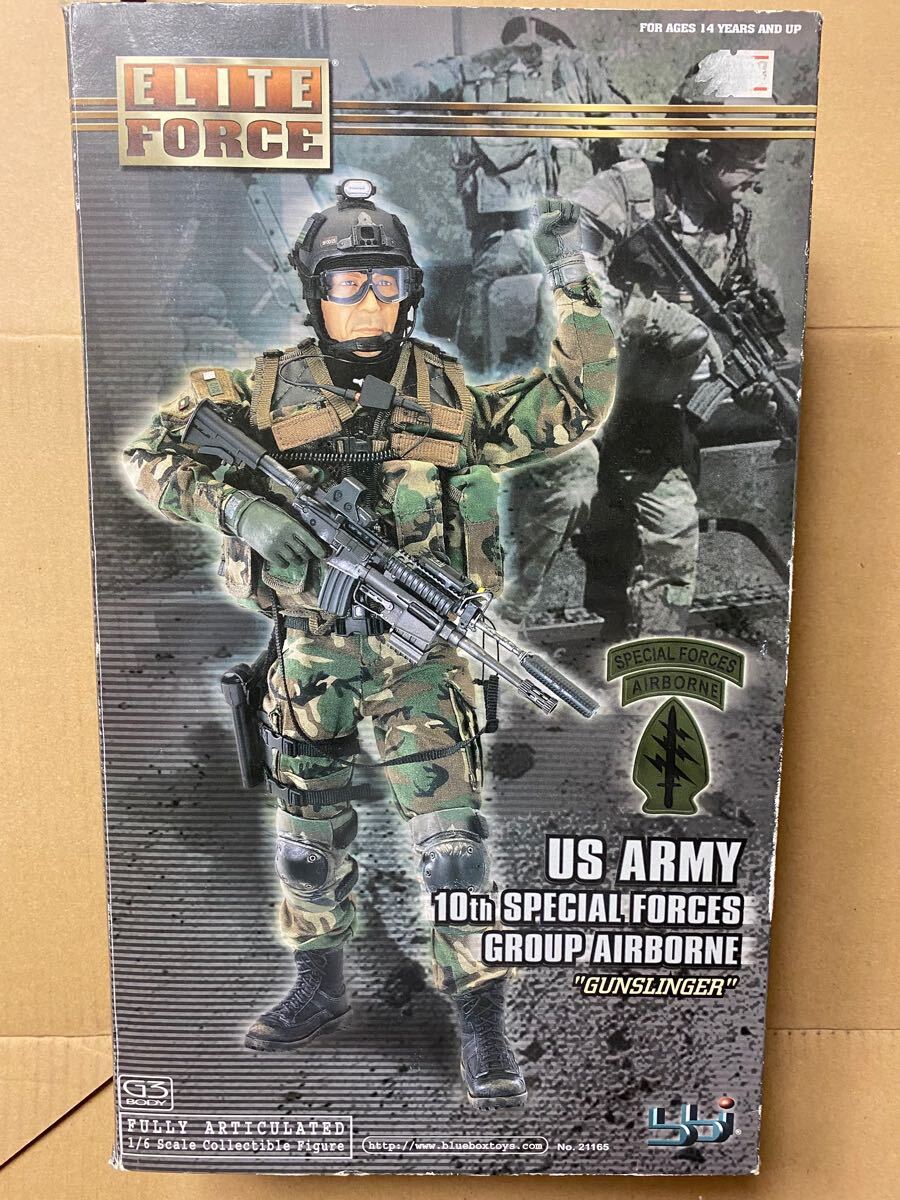 FOR AGES 14 YEARS AND UP
ELITE
FORCE
®
SPECIAL FORCES
AIRBORNE
US ARMY
10th SPECIAL FORCES
GROUP AIRBORNE
"GUNSLINGER"
G3
BODY
FULLY ARTICULATED
1/6 Scale Collectible Figure
http://www.blueboxtoys.com
No. 21165
bbi®